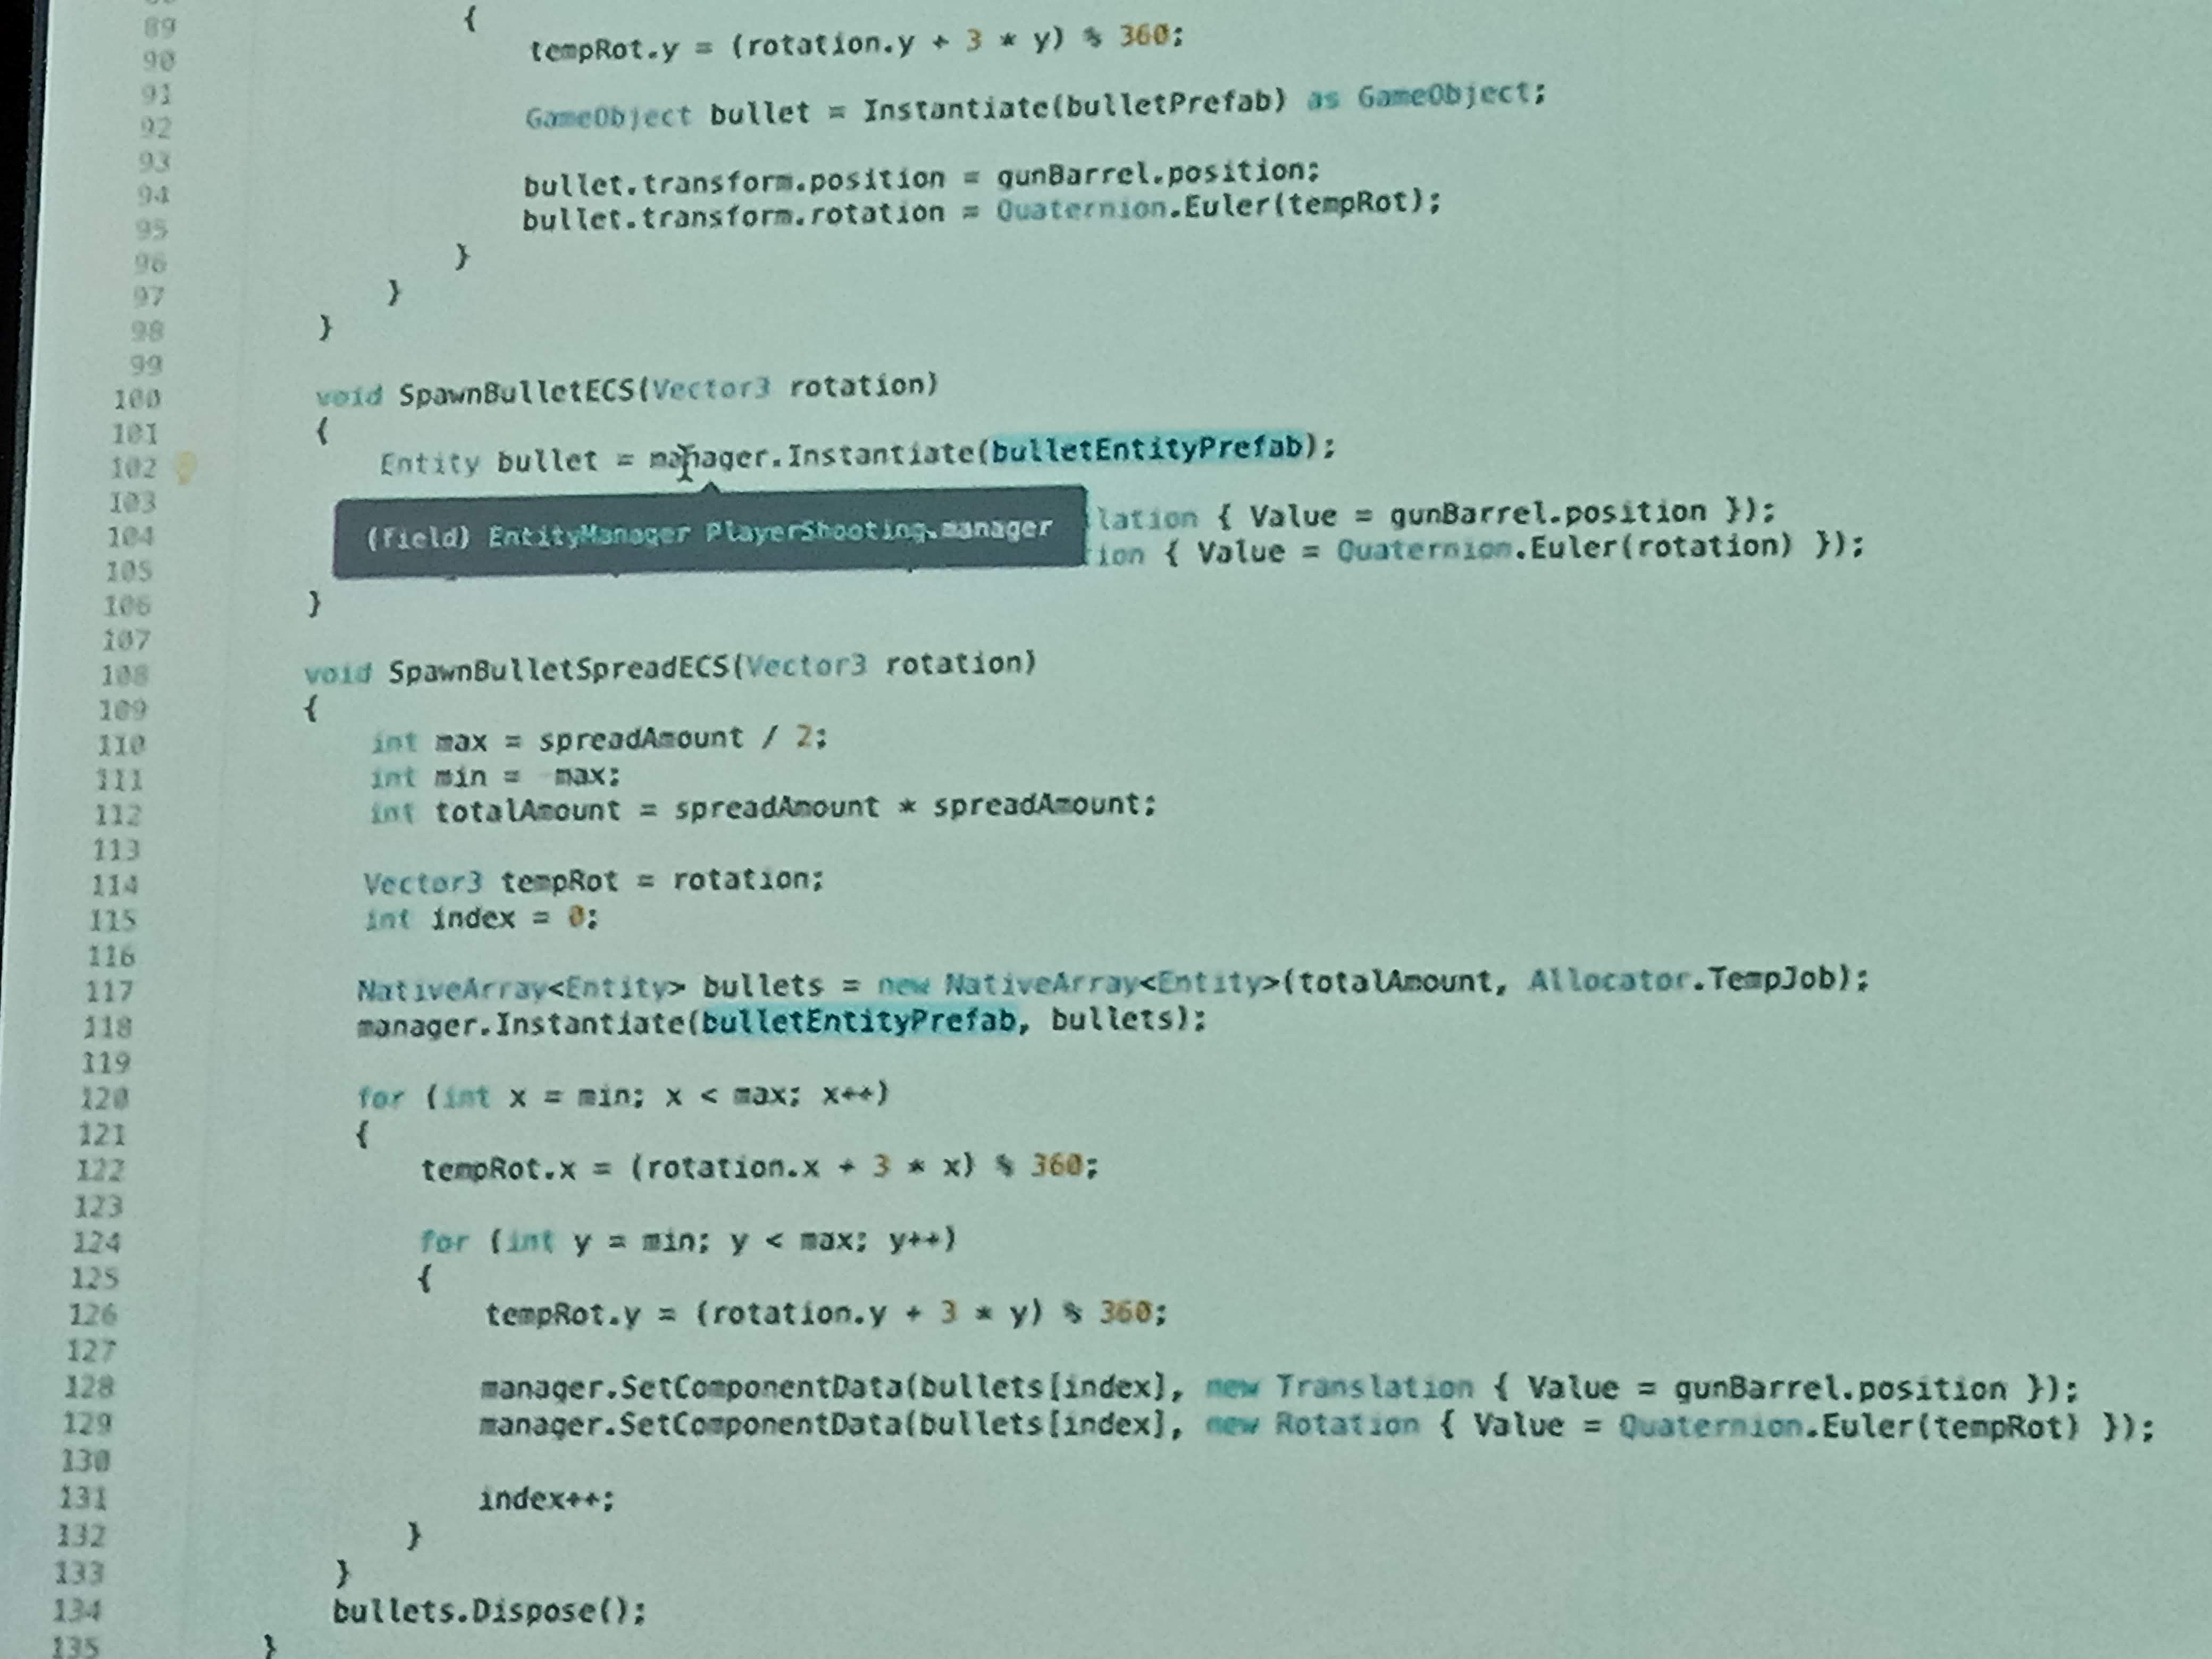 89 {
90 tempRot.y = (rotation.y + 3 * y) % 360;
91
92 GameObject bullet = Instantiate(bulletPrefab) as GameObject;
93
94 bullet.transform.position = gunBarrel.position;
95 bullet.transform.rotation = Quaternion.Euler(tempRot);
96 }
97 }
98 }
99
100 void SpawnBulletECS(Vector3 rotation)
101 {
102 Entity bullet = manager.Instantiate(bulletEntityPrefab);
103
(field) EntityManager PlayerShooting.manager
104 lation { Value = gunBarrel.position });
105 ion { Value = Quaternion.Euler(rotation) });
106 }
107
108 void SpawnBulletSpreadECS(Vector3 rotation)
109 {
110 int max = spreadAmount / 2;
111 int min = max;
112 int totalAmount = spreadAmount * spreadAmount;
113
114 Vector3 tempRot = rotation;
115 int index = 0;
116
117 NativeArray<Entity> bullets = new NativeArray<Entity>(totalAmount, Allocator.TempJob);
118 manager.Instantiate(bulletEntityPrefab, bullets);
119
120 for (int x = min; x < max; x++)
121 {
122 tempRot.x = (rotation.x + 3 * x) % 360;
123
124 for (int y = min; y < max; y++)
125 {
126 tempRot.y = (rotation.y + 3 * y) % 360;
127
128 manager.SetComponentData(bullets[index], new Translation { Value = gunBarrel.position });
129 manager.SetComponentData(bullets[index], new Rotation { Value = Quaternion.Euler(tempRot) });
130
131 index++;
132 }
133 }
134 bullets.Dispose();
135 }